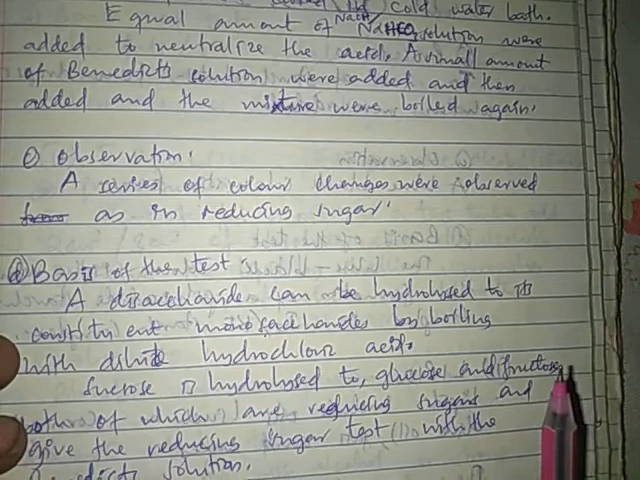 cold water bath.
Equal amount of NaOH NaHCO3 solution were
added to neutralize the acid. A small amount
of Benedicts solution were added and then
added and the mixture were boiled again.
Observation:
A series of colour changes were observed
as in reducing sugar.
Basis of the test
A disaccharide can be hydrolysed to its
constituent monosaccharides by boiling
with dilute hydrochloric acid.
Sucrose is hydrolysed to, glucose and fructose
both of which are reducing sugars and
give the reducing sugar test with the
solution.